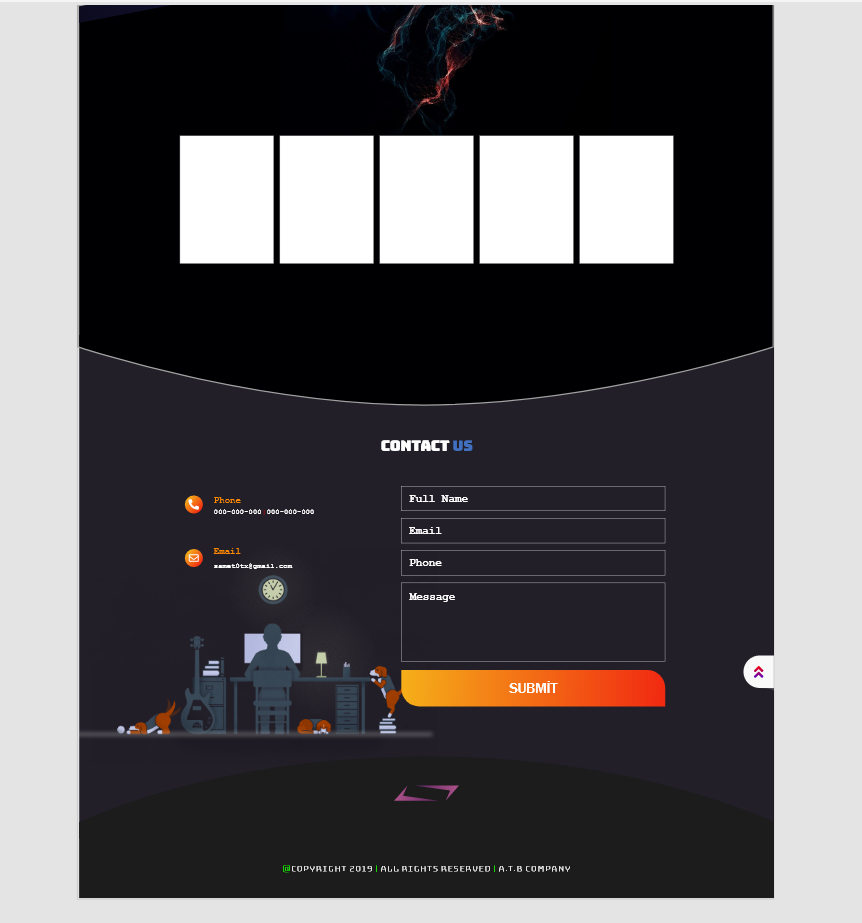 CONTACT US
Phone
000-000-000|000-000-000
Email
samet0tx@gmail.com
Full Name
Email
Phone
Message
SUBMİT
@COPYRIGHT 2019 | ALL RIGHTS RESERVED | A.T.B COMPANY